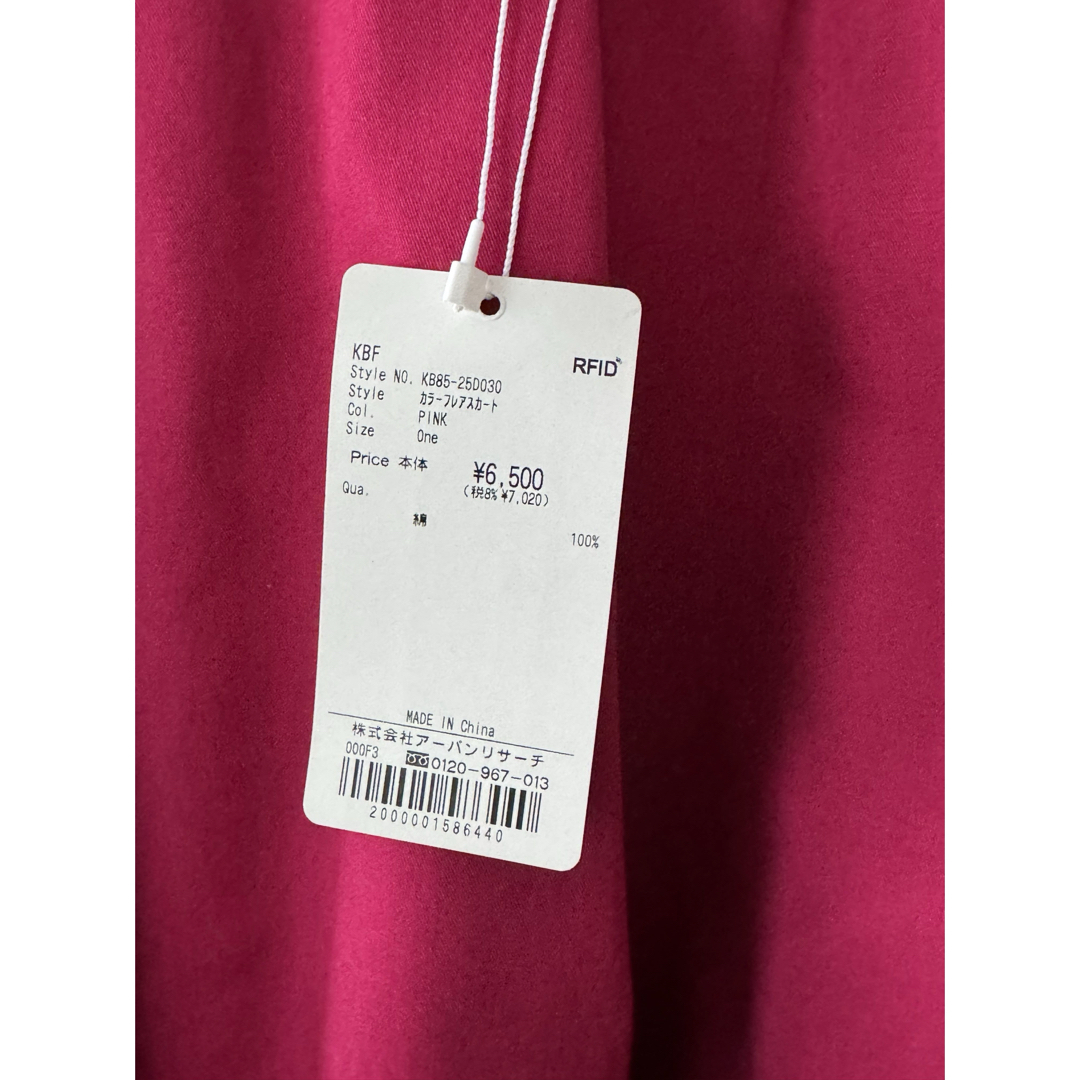 KBF
RFID
Style NO. KB85-25D030
Style カラーフレアスカート
Col. PINK
Size One
Price 本体 ¥6,500
(税8% ¥7,020)
Qua.
綿
100%
MADE IN China
株式会社アーバンリサーチ
000F3 0120-967-013
2000001586440